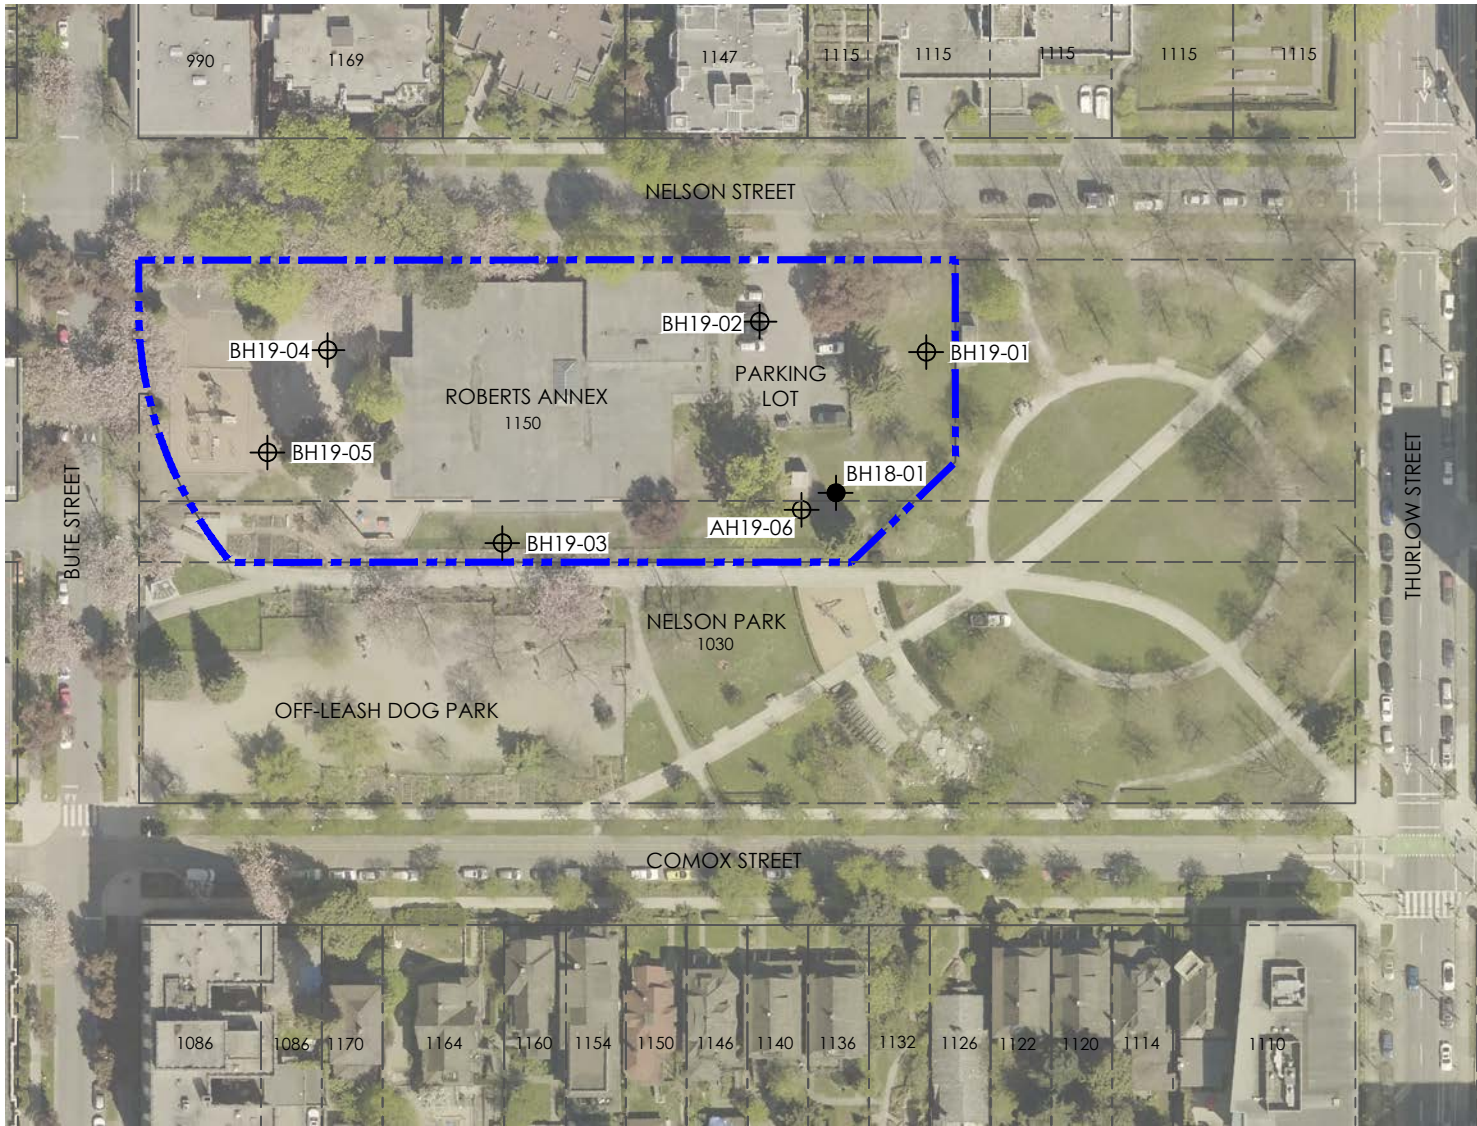 990
1169
1147
1115
1115
1115
1115
1115
NELSON STREET
BH19-02
BH19-04
BH19-01
PARKING
LOT
ROBERTS ANNEX
1150
BH19-05
BH18-01
AH19-06
BH19-03
BUTE STREET
THURLOW STREET
NELSON PARK
1030
OFF-LEASH DOG PARK
COMOX STREET
1086
1086
1170
1164
1160
1154
1150
1146
1140
1136
1132
1126
1122
1120
1114
1110